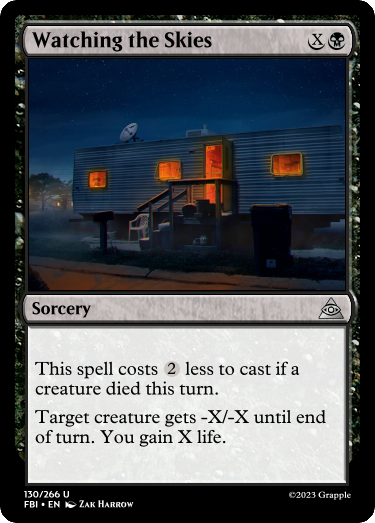 Watching the Skies X
Sorcery
This spell costs 2 less to cast if a
creature died this turn.
Target creature gets -X/-X until end
of turn. You gain X life.
130/266 U
FBI • EN Zak Harrow
©2023 Grapple